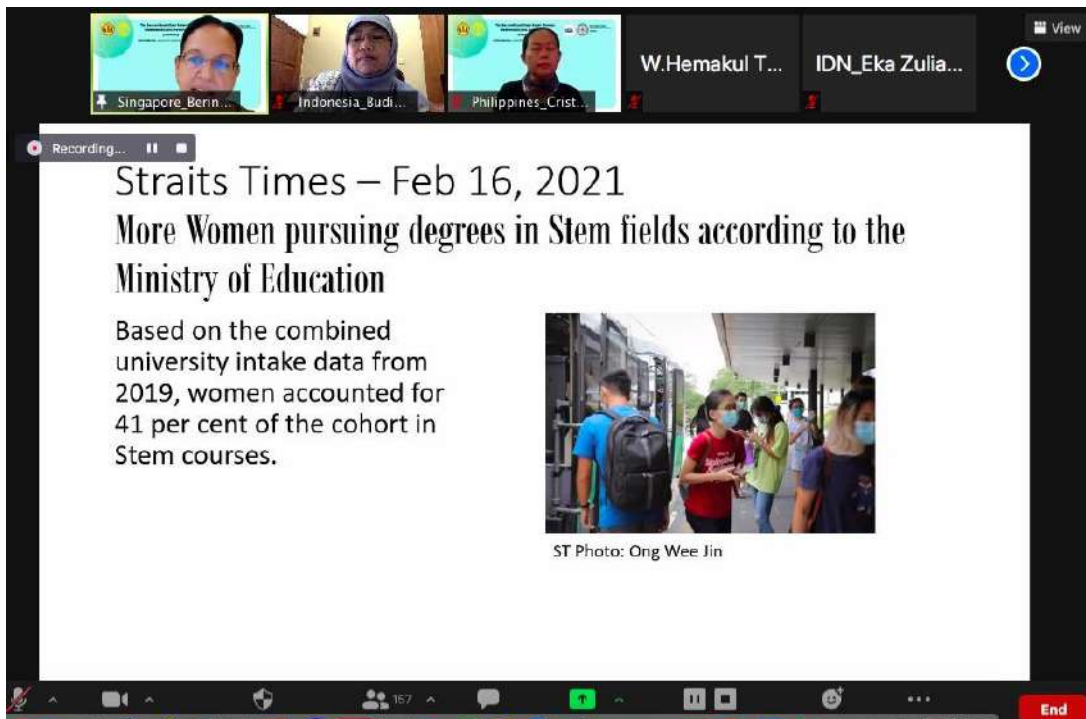 View
W.Hemakul T...
IDN_Eka Zulia...
Singapore_Berin...
Indonesia_Budi...
Philippines_Crist...
Recording...
Straits Times – Feb 16, 2021
More Women pursuing degrees in Stem fields according to the
Ministry of Education
Based on the combined
university intake data from
2019, women accounted for
41 per cent of the cohort in
Stem courses.
ST Photo: Ong Wee Jin
157
End